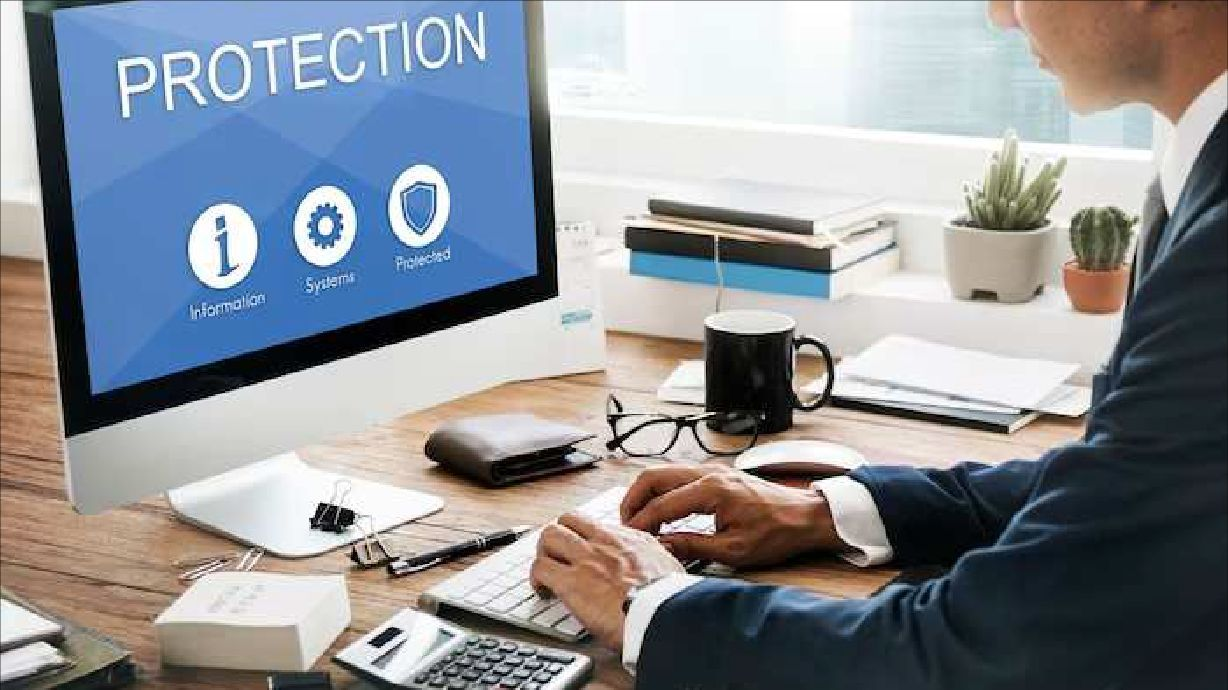 PROTECTION
i
Information
Systems
Protected